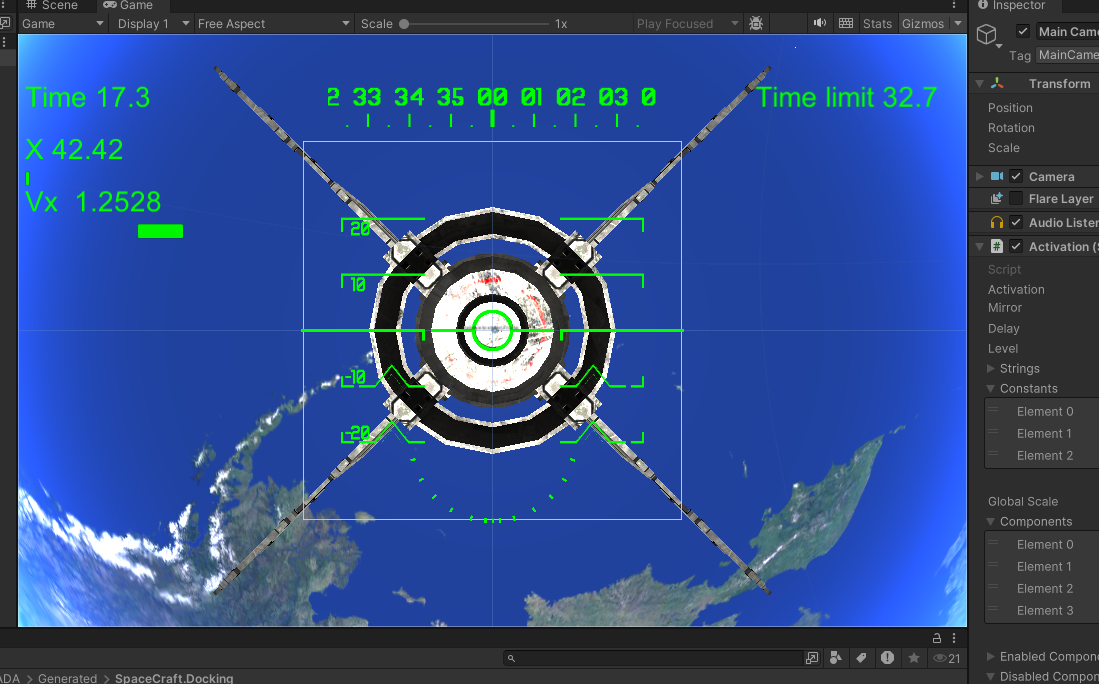 Scene Game Inspector
Game Display 1 Free Aspect Scale 1x Play Focused Stats Gizmos
Main Came
Tag MainCame
Transform
Position
Rotation
Scale
Camera
Flare Layer
Audio Listen
Activation (S
Script
Activation
Mirror
Delay
Level
Strings
Constants
Element 0
Element 1
Element 2
Global Scale
Components
Element 0
Element 1
Element 2
Element 3
Enabled Compone
Disabled Compon
Time 17.3
2 33 34 35 00 01 02 03 0
Time limit 32.7
X 42.42
Vx 1.2528
20
10
-10
-20
21
ADA > Generated > SpaceCraft.Docking